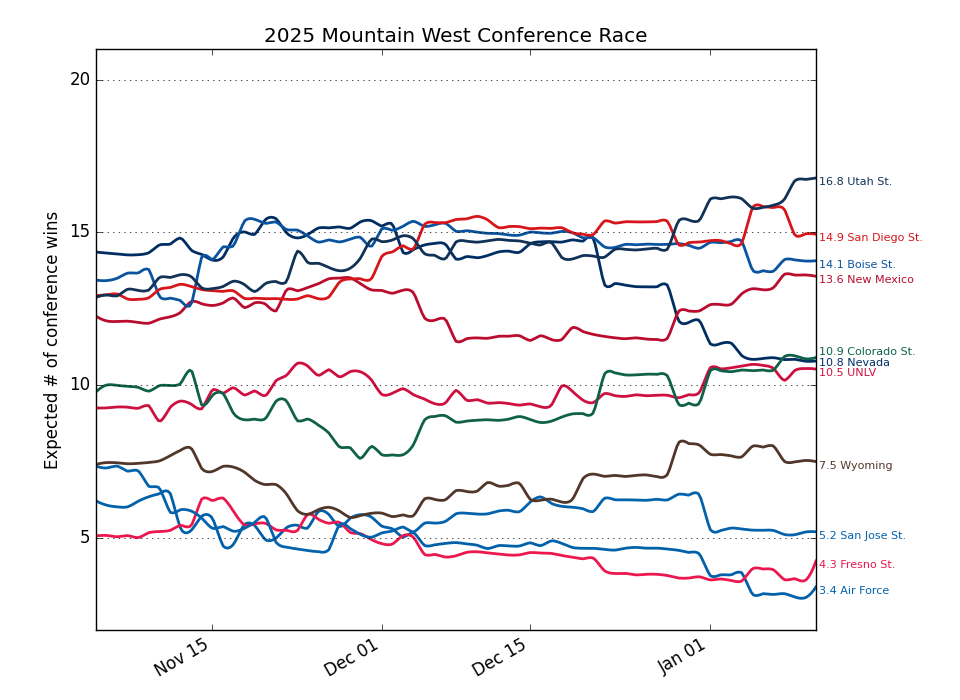 2025 Mountain West Conference Race
Expected # of conference wins
20
15
10
5
16.8 Utah St.
14.9 San Diego St.
14.1 Boise St.
13.6 New Mexico
10.9 Colorado St.
10.8 Nevada
10.5 UNLV
7.5 Wyoming
5.2 San Jose St.
4.3 Fresno St.
3.4 Air Force
Nov 15
Dec 01
Dec 15
Jan 01